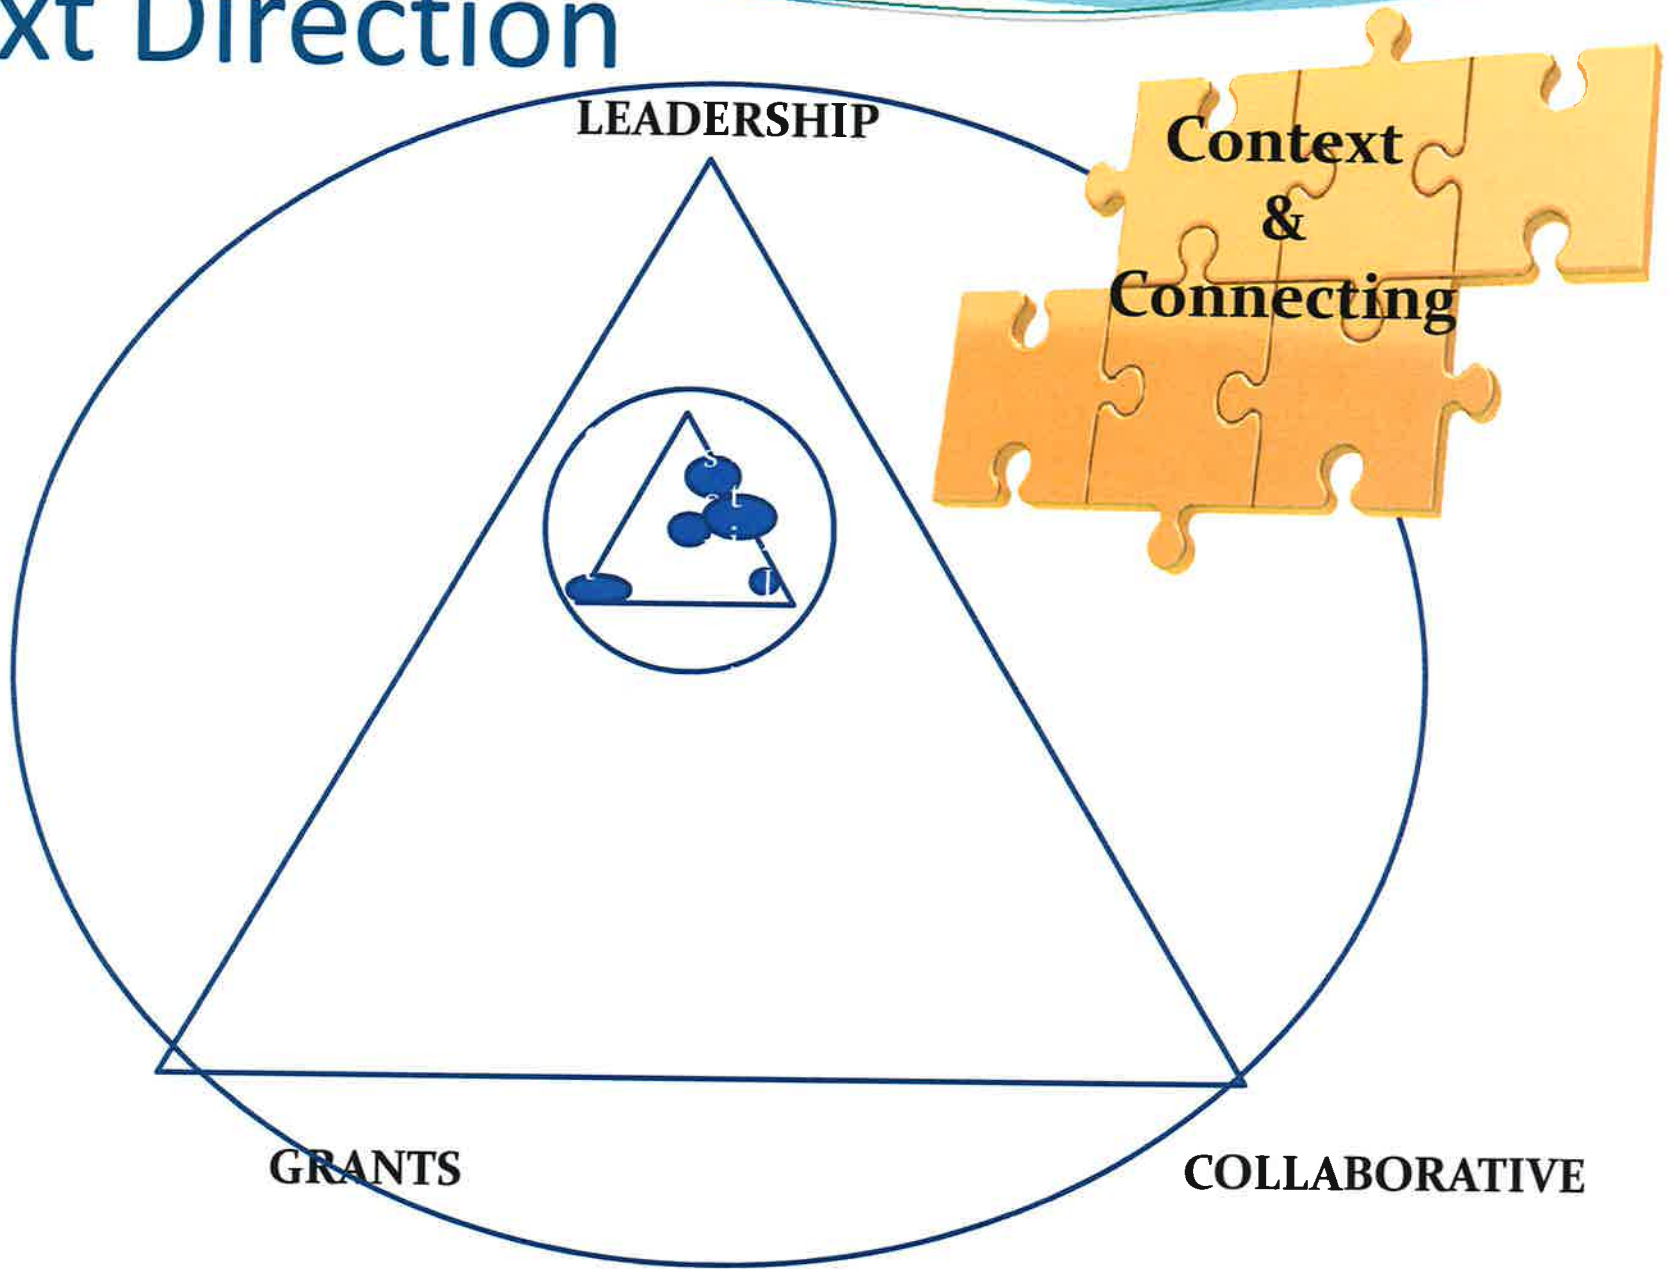 xt Direction
LEADERSHIP
Context
&
Connecting
GRANTS
COLLABORATIVE